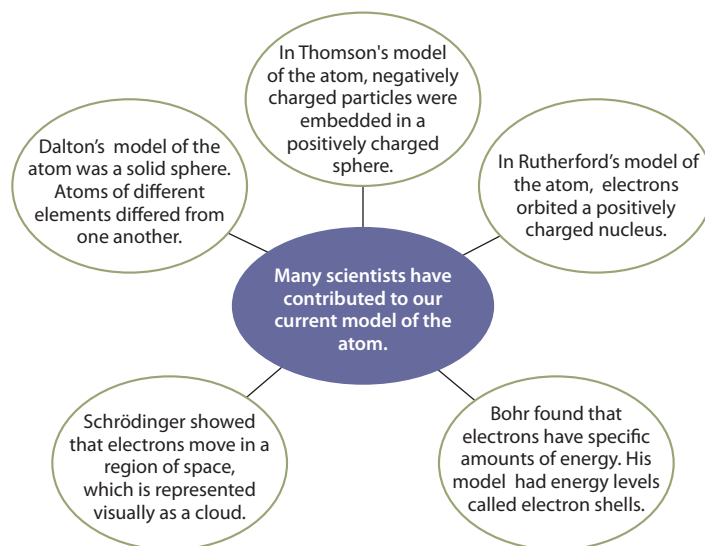 In Thomson's model
of the atom, negatively
charged particles were
embedded in a
positively charged
sphere.
Dalton’s model of the
atom was a solid sphere.
Atoms of different
elements differed from
one another.
In Rutherford’s model of
the atom, electrons
orbited a positively
charged nucleus.
Many scientists have
contributed to our
current model of the
atom.
Schrödinger showed
that electrons move in a
region of space,
which is represented
visually as a cloud.
Bohr found that
electrons have specific
amounts of energy. His
model had energy levels
called electron shells.